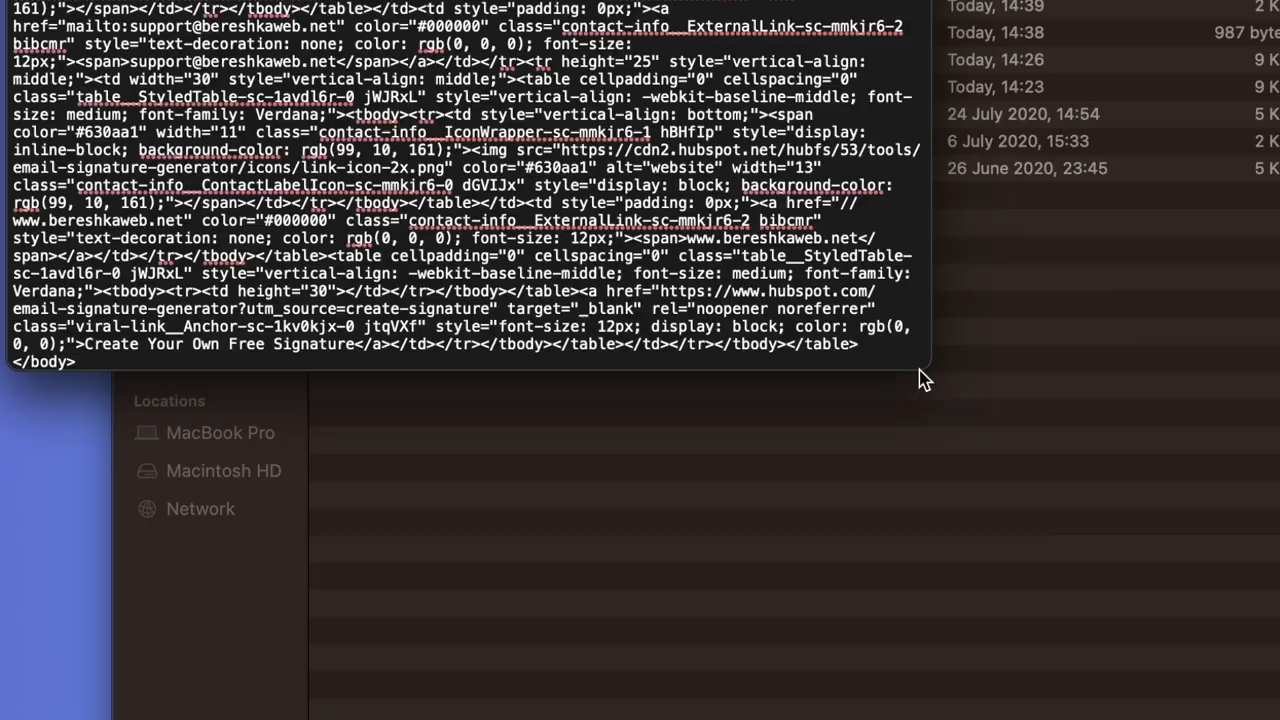 161);"></span></td></tr></tbody></table></td><td style="padding: 0px;"><a
href="mailto:support@bereshkaweb.net" color="#000000" class="contact-info__ExternalLink-sc-mmkjr6-2
bibcmr" style="text-decoration: none; color: rgb(0, 0, 0); font-size:
12px;"><span>support@bereshkaweb.net</span></a></td></tr><tr height="25" style="vertical-align:
middle;"><td width="30" style="vertical-align: middle;"><table cellpadding="0" cellspacing="0"
class="table__StyledTable-sc-1avdl6r-0 jWJRxL" style="vertical-align: -webkit-baseline-middle; font-
size: medium; font-family: Verdana;"><tbody><tr><td style="vertical-align: bottom;"><span
color="#630aa1" width="11" class="contact-info__IconWrapper-sc-mmkjr6-1 hBHfIp" style="display:
inline-block; background-color: rgb(99, 10, 161);"><img src="https://cdn2.hubspot.net/hubfs/53/tools/
email-signature-generator/icons/link-icon-2x.png" color="#630aa1" alt="website" width="13"
class="contact-info__ContactLabelIcon-sc-mmkjr6-0 dGVIJx" style="display: block; background-color:
rgb(99, 10, 161);"></span></td></tr></tbody></table></td><td style="padding: 0px;"><a href="//
www.bereshkaweb.net" color="#000000" class="contact-info__ExternalLink-sc-mmkjr6-2 bibcmr"
style="text-decoration: none; color: rgb(0, 0, 0); font-size: 12px;"><span>www.bereshkaweb.net</
span></a></td></tr></tbody></table><table cellpadding="0" cellspacing="0" class="table__StyledTable-
sc-1avdl6r-0 jWJRxL" style="vertical-align: -webkit-baseline-middle; font-size: medium; font-family:
Verdana;"><tbody><tr><td height="30"></td></tr></tbody></table><a href="https://www.hubspot.com/
email-signature-generator?utm_source=create-signature" target="_blank" rel="noopener noreferrer"
class="viral-link__Anchor-sc-1kv0kjx-0 jtqVXf" style="font-size: 12px; display: block; color: rgb(0,
0, 0);">Create Your Own Free Signature</a></td></tr></tbody></table></td></tr></tbody></table>
</body>
Today, 14:39 2 K
Today, 14:38 987 byte
Today, 14:26 9 K
Today, 14:23 9 K
24 July 2020, 14:54 5 K
6 July 2020, 15:33 2 K
26 June 2020, 23:45 5 K
Locations
MacBook Pro
Macintosh HD
Network